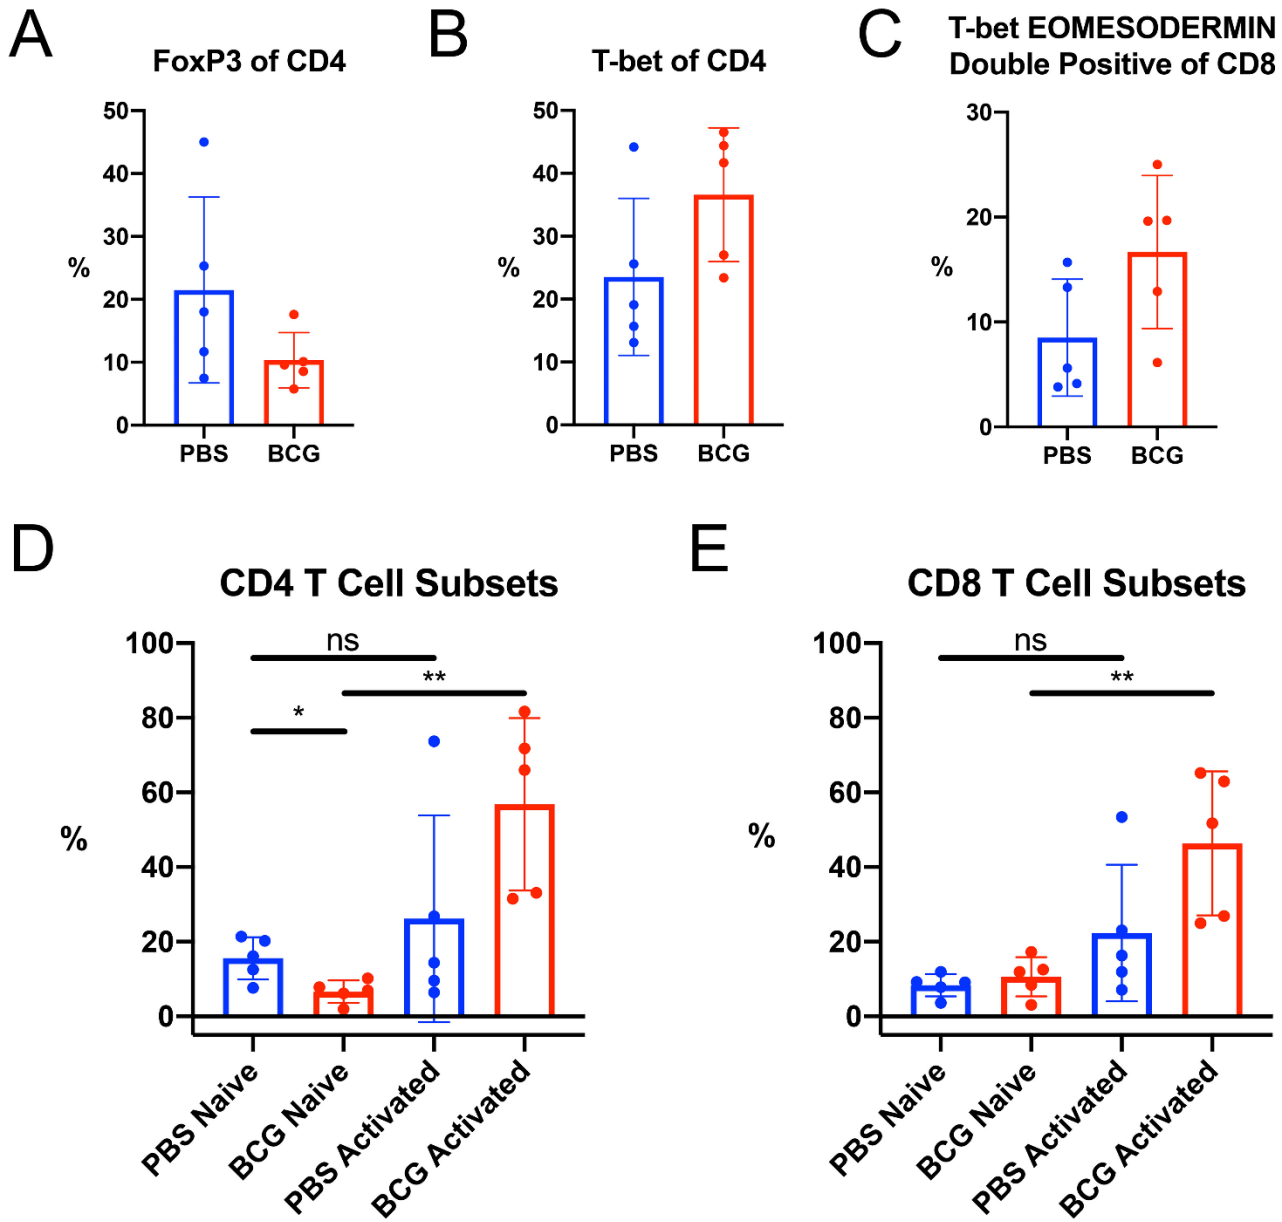 A
FoxP3 of CD4
50
40
30
20
10
0
%
PBS
BCG
B
T-bet of CD4
50
40
30
20
10
0
%
PBS
BCG
C
T-bet EOMESODERMIN
Double Positive of CD8
30
20
10
0
%
PBS
BCG
D
CD4 T Cell Subsets
100
80
60
40
20
0
%
ns
**
*
PBS Naive
BCG Naive
PBS Activated
BCG Activated
E
CD8 T Cell Subsets
100
80
60
40
20
0
%
ns
**
PBS Naive
BCG Naive
PBS Activated
BCG Activated